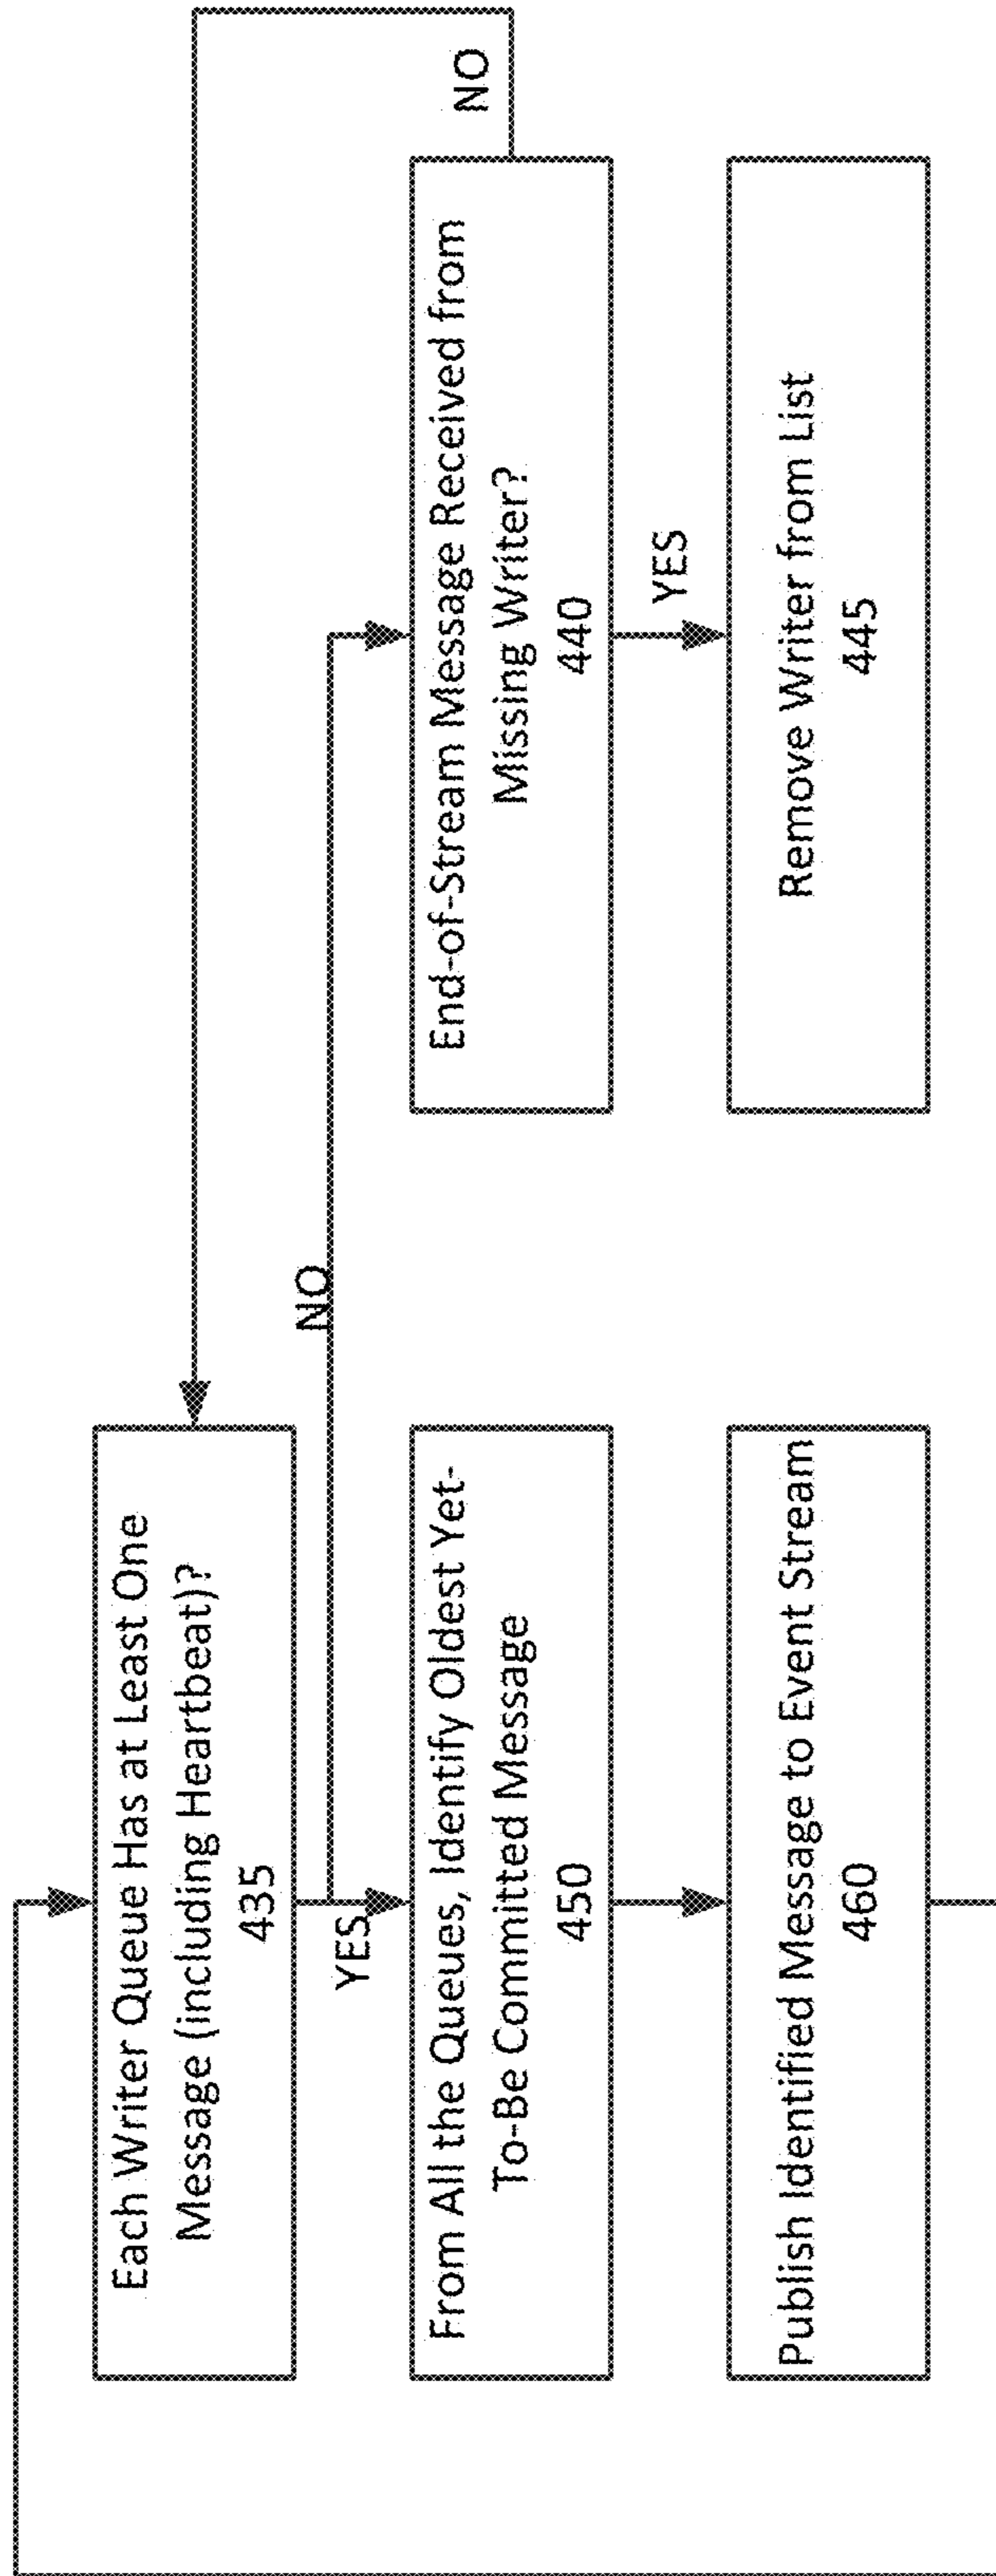 Each Writer Queue Has at Least One
Message (including Heartbeat)?
435
NO
YES
From All the Queues, Identify Oldest Yet-
To-Be Committed Message
450
Publish Identified Message to Event Stream
460
NO
End-of-Stream Message Received from
Missing Writer?
440
YES
Remove Writer from List
445